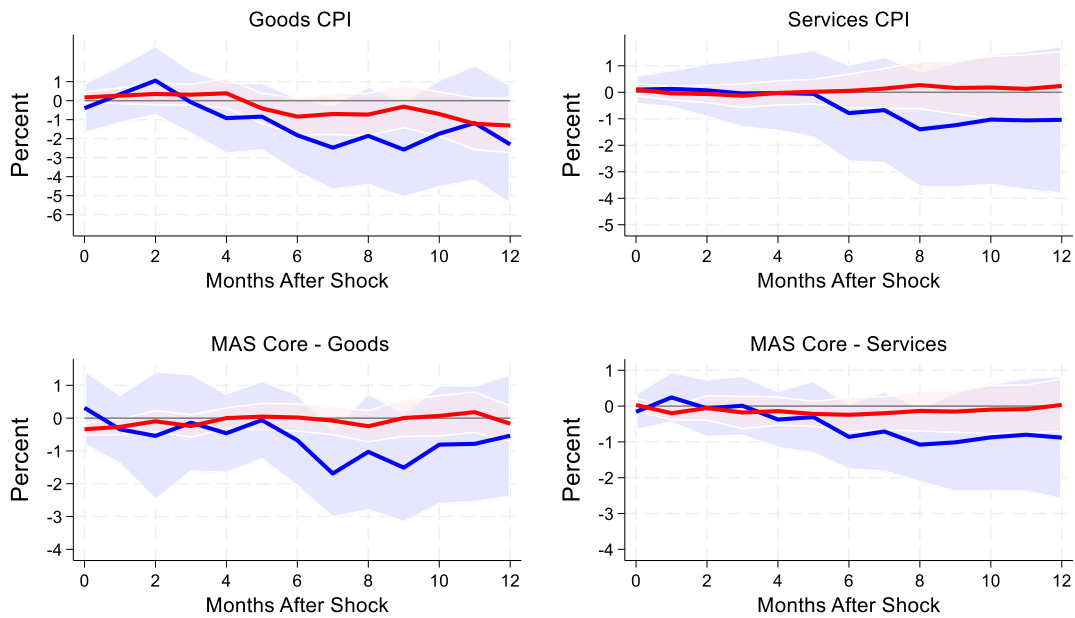 Goods CPI
Percent
1
0
-1
-2
-3
-4
-5
-6
0 2 4 6 8 10 12
Months After Shock
Services CPI
Percent
1
0
-1
-2
-3
-4
-5
0 2 4 6 8 10 12
Months After Shock
MAS Core - Goods
Percent
1
0
-1
-2
-3
-4
0 2 4 6 8 10 12
Months After Shock
MAS Core - Services
Percent
1
0
-1
-2
-3
-4
0 2 4 6 8 10 12
Months After Shock